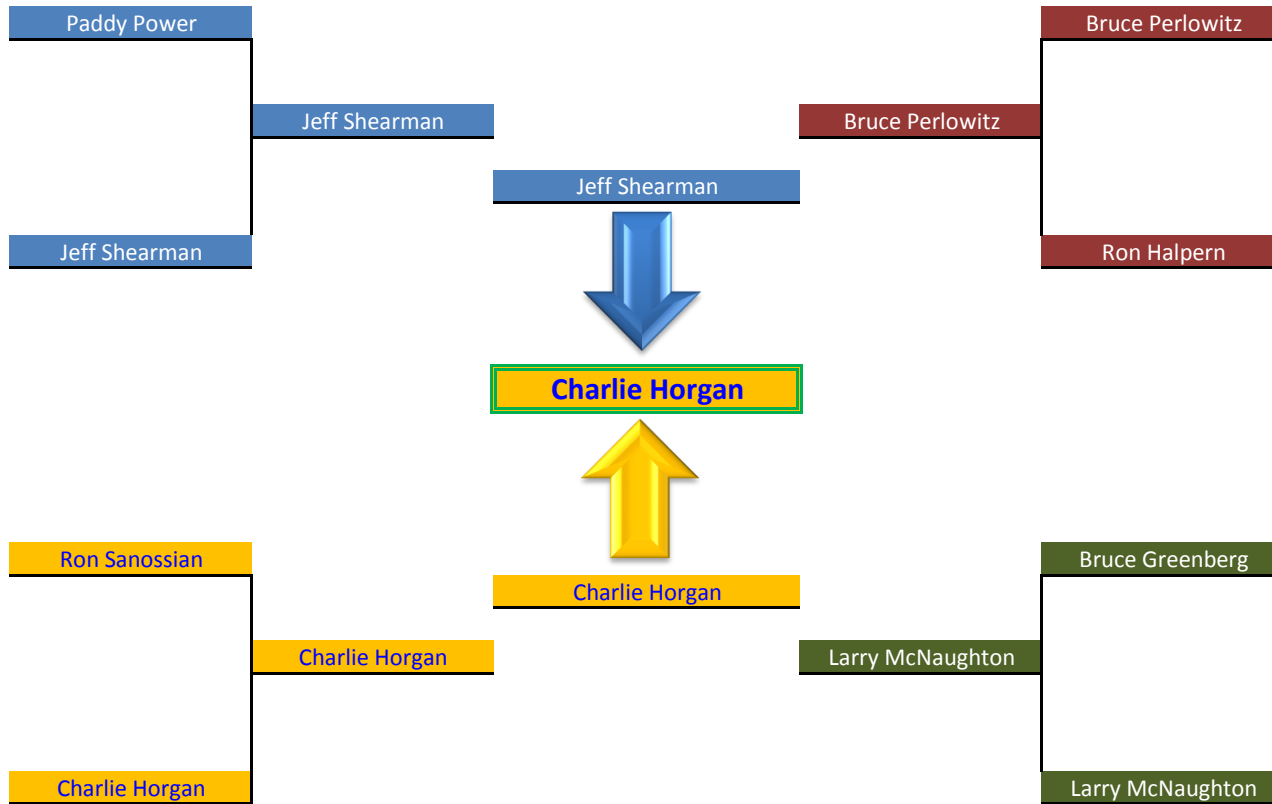 Paddy Power
Bruce Perlowitz
Jeff Shearman
Bruce Perlowitz
Jeff Shearman
Jeff Shearman
Ron Halpern
Charlie Horgan
Ron Sanossian
Bruce Greenberg
Charlie Horgan
Charlie Horgan
Larry McNaughton
Charlie Horgan
Larry McNaughton